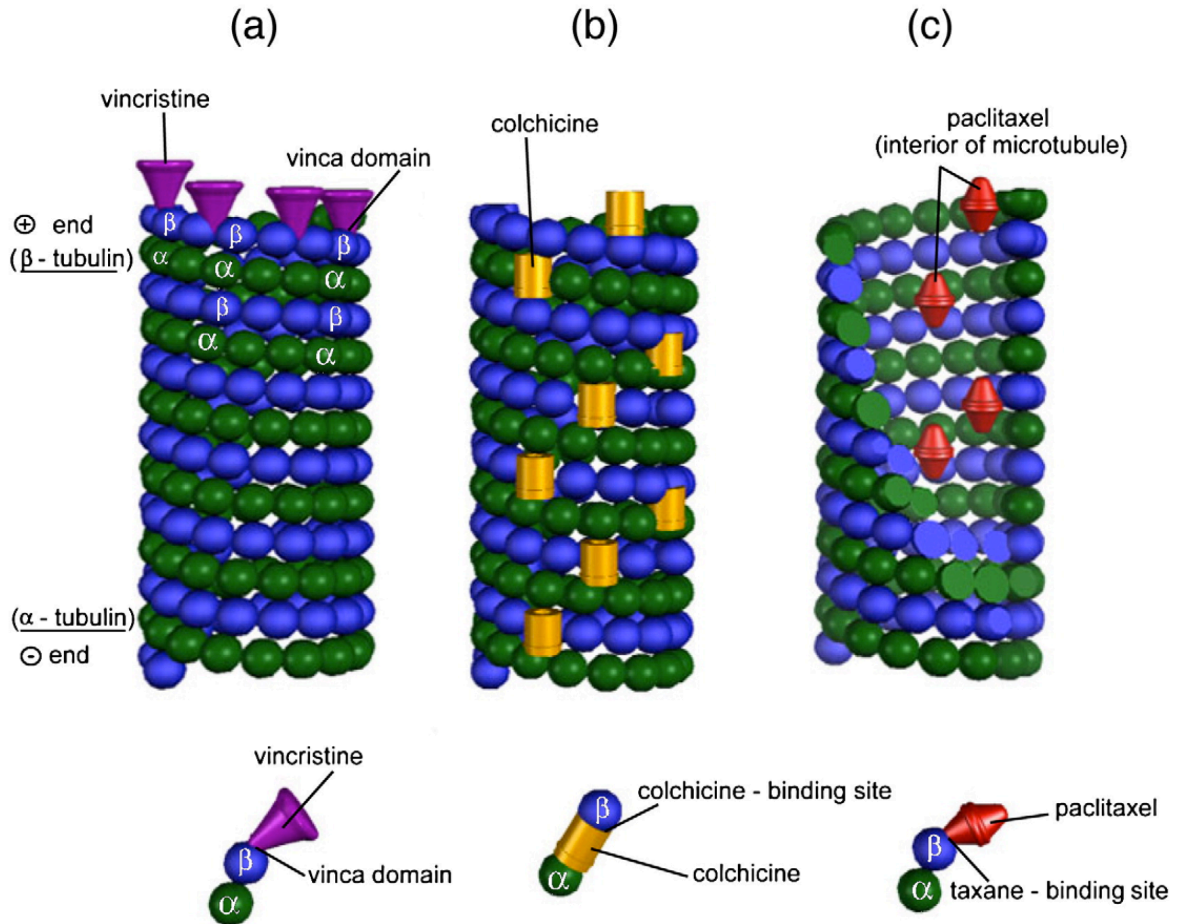 (a)
(b)
(c)
vincristine
vinca domain
colchicine
paclitaxel
(interior of microtubule)
⊕ end
(β - tubulin)
β
β
β
α
α
α
β
β
α
α
(α - tubulin)
⊖ end
vincristine
β
vinca domain
α
colchicine - binding site
β
colchicine
α
paclitaxel
β
taxane - binding site
α